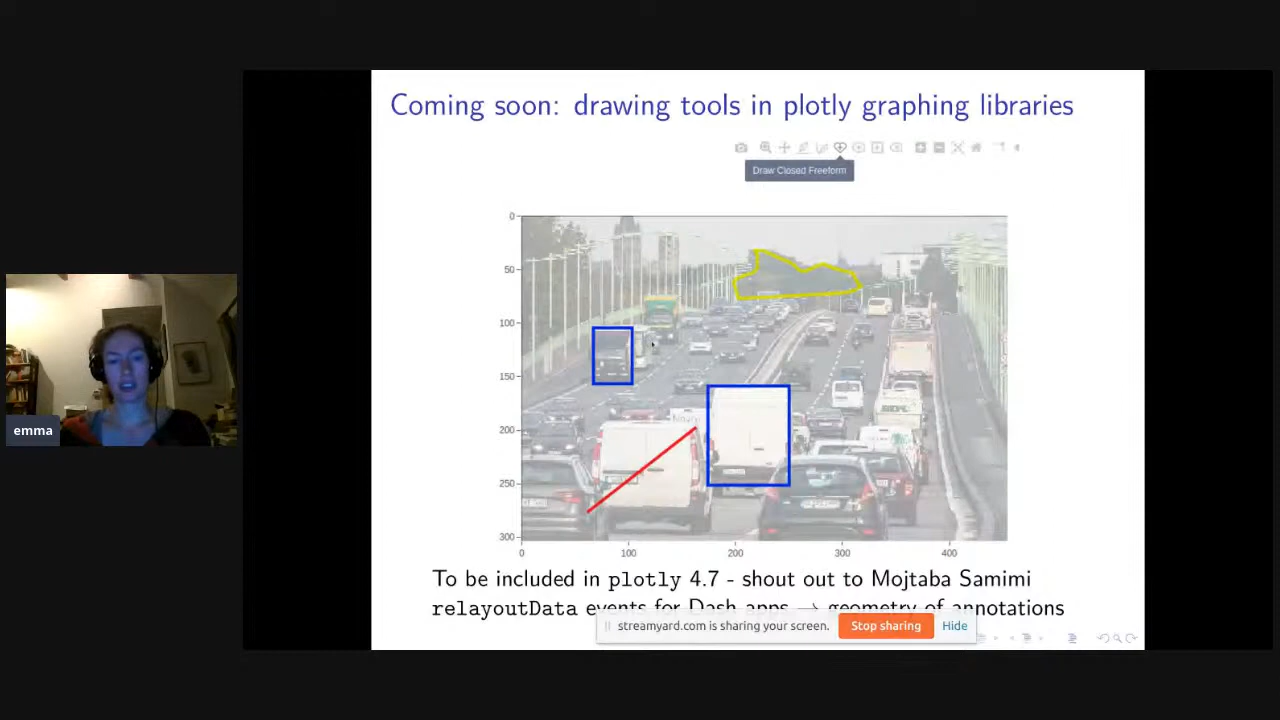 Coming soon: drawing tools in plotly graphing libraries
Draw Closed Freeform
0
50
100
150
200
250
300
0
100
200
300
400
emma
To be included in plotly 4.7 - shout out to Mojtaba Samimi
relayoutData events for Dash apps → geometry of annotations
streamyard.com is sharing your screen.
Stop sharing
Hide